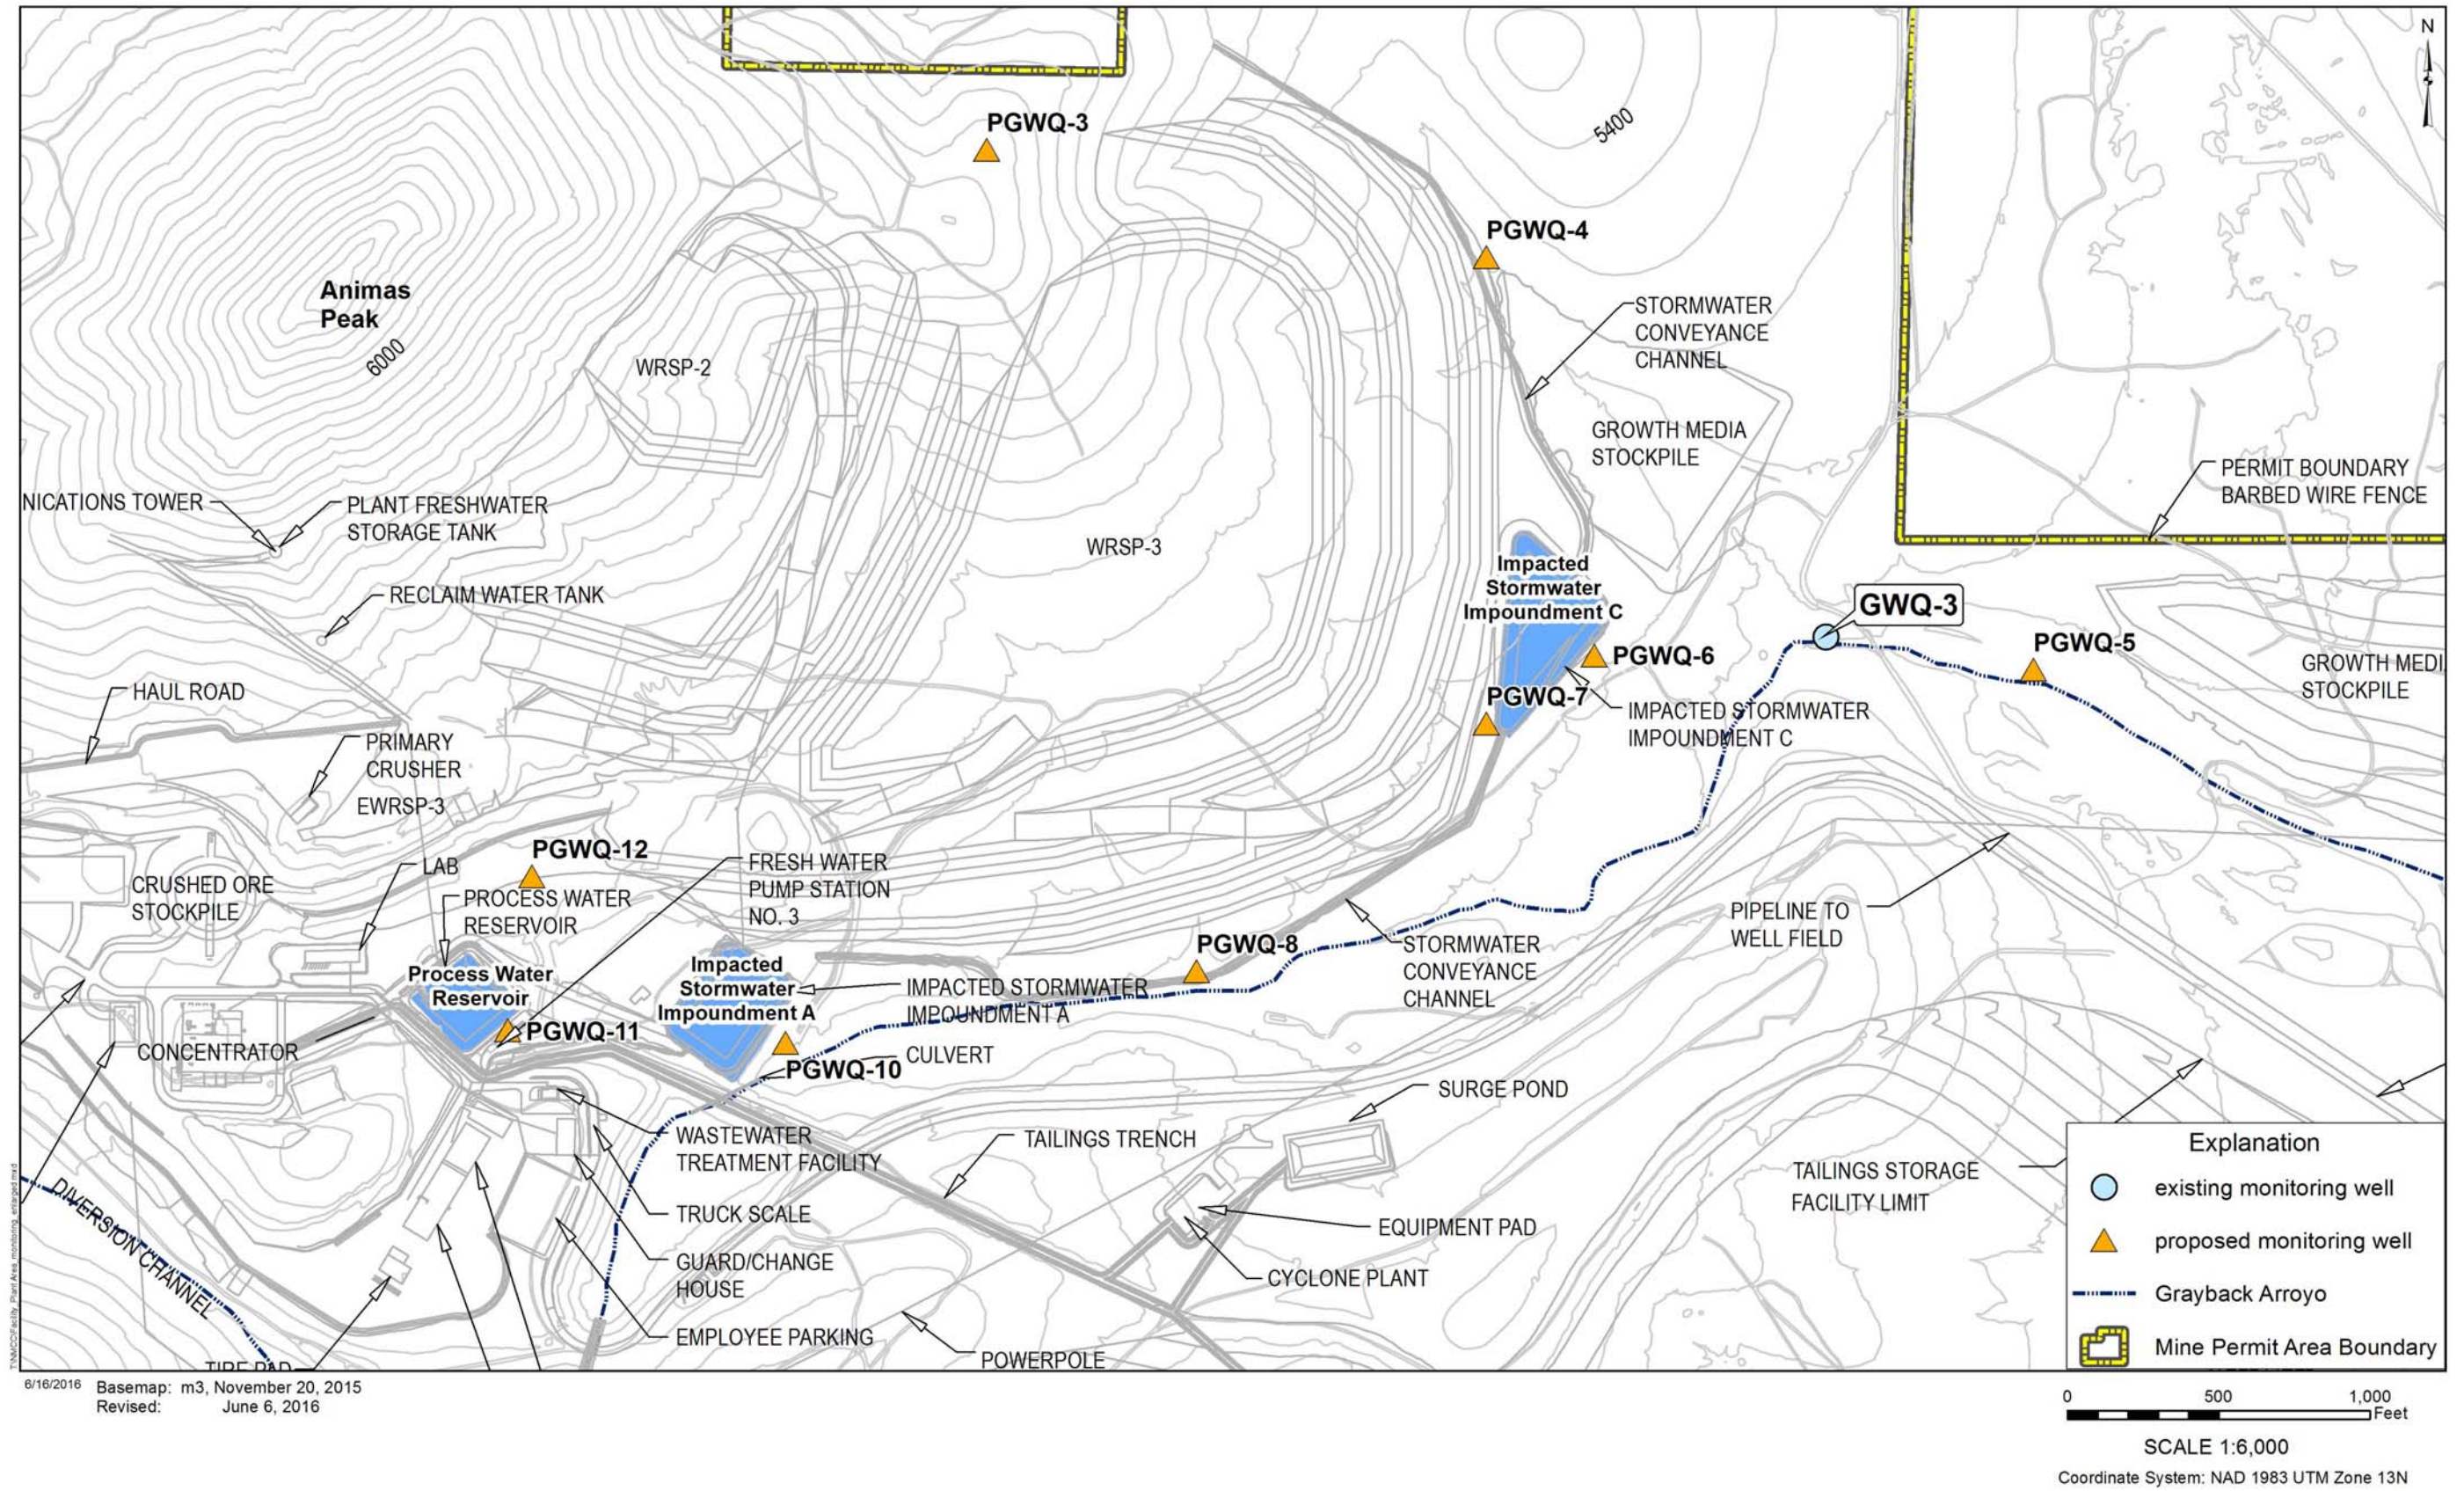 N
PGWQ-3
5400
PGWQ-4
Animas
Peak
6000
STORMWATER
CONVEYANCE
CHANNEL
WRSP-2
GROWTH MEDIA
STOCKPILE
PERMIT BOUNDARY
BARBED WIRE FENCE
NICATIONS TOWER
PLANT FRESHWATER
STORAGE TANK
WRSP-3
Impacted
Stormwater
Impoundment C
RECLAIM WATER TANK
GWQ-3
PGWQ-5
PGWQ-6
GROWTH MEDI
STOCKPILE
HAUL ROAD
PGWQ-7
IMPACTED STORMWATER
IMPOUNDMENT C
PRIMARY
CRUSHER
EWRSP-3
PGWQ-12
LAB
FRESH WATER
PUMP STATION
NO. 3
CRUSHED ORE
STOCKPILE
PROCESS WATER
RESERVOIR
PIPELINE TO
WELL FIELD
PGWQ-8
STORMWATER
CONVEYANCE
CHANNEL
Process Water
Reservoir
Impacted
Stormwater
Impoundment A
IMPACTED STORMWATER
IMPOUNDMENT A
PGWQ-11
CONCENTRATOR
CULVERT
PGWQ-10
SURGE POND
WASTEWATER
TREATMENT FACILITY
TAILINGS TRENCH
TAILINGS STORAGE
FACILITY LIMIT
DIVERSION CHANNEL
TRUCK SCALE
EQUIPMENT PAD
GUARD/CHANGE
HOUSE
CYCLONE PLANT
EMPLOYEE PARKING
POWERPOLE
TIRE PAD
Explanation
existing monitoring well
proposed monitoring well
Grayback Arroyo
Mine Permit Area Boundary
6/16/2016
Basemap: m3, November 20, 2015
Revised: June 6, 2016
0 500 1,000
Feet
SCALE 1:6,000
Coordinate System: NAD 1983 UTM Zone 13N